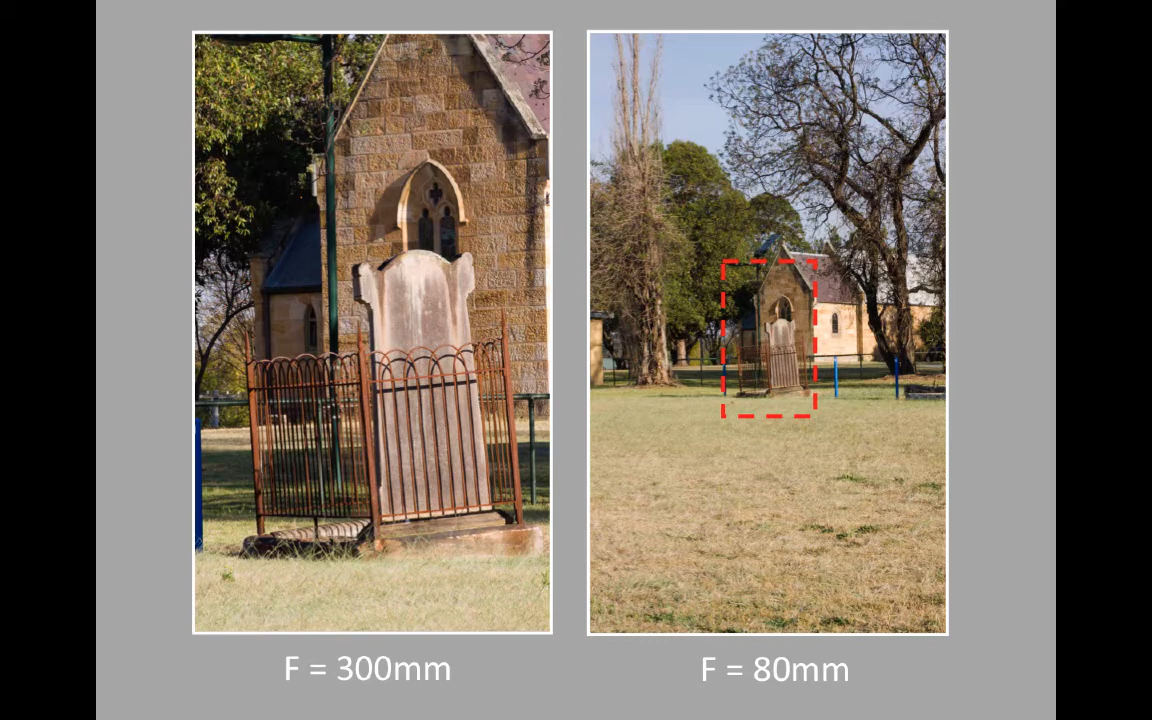 F = 300mm
F = 80mm